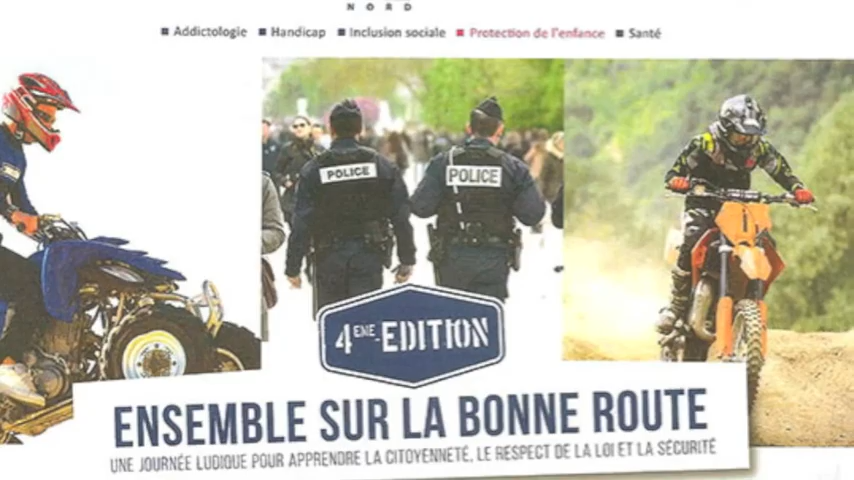 NORD
■ Addictologie ■ Handicap ■ Inclusion sociale ■ Protection de l'enfance ■ Santé
POLICE
POLICE
4ÈME EDITION
ENSEMBLE SUR LA BONNE ROUTE
UNE JOURNÉE LUDIQUE POUR APPRENDRE LA CITOYENNETÉ, LE RESPECT DE LA LOI ET LA SÉCURITÉ